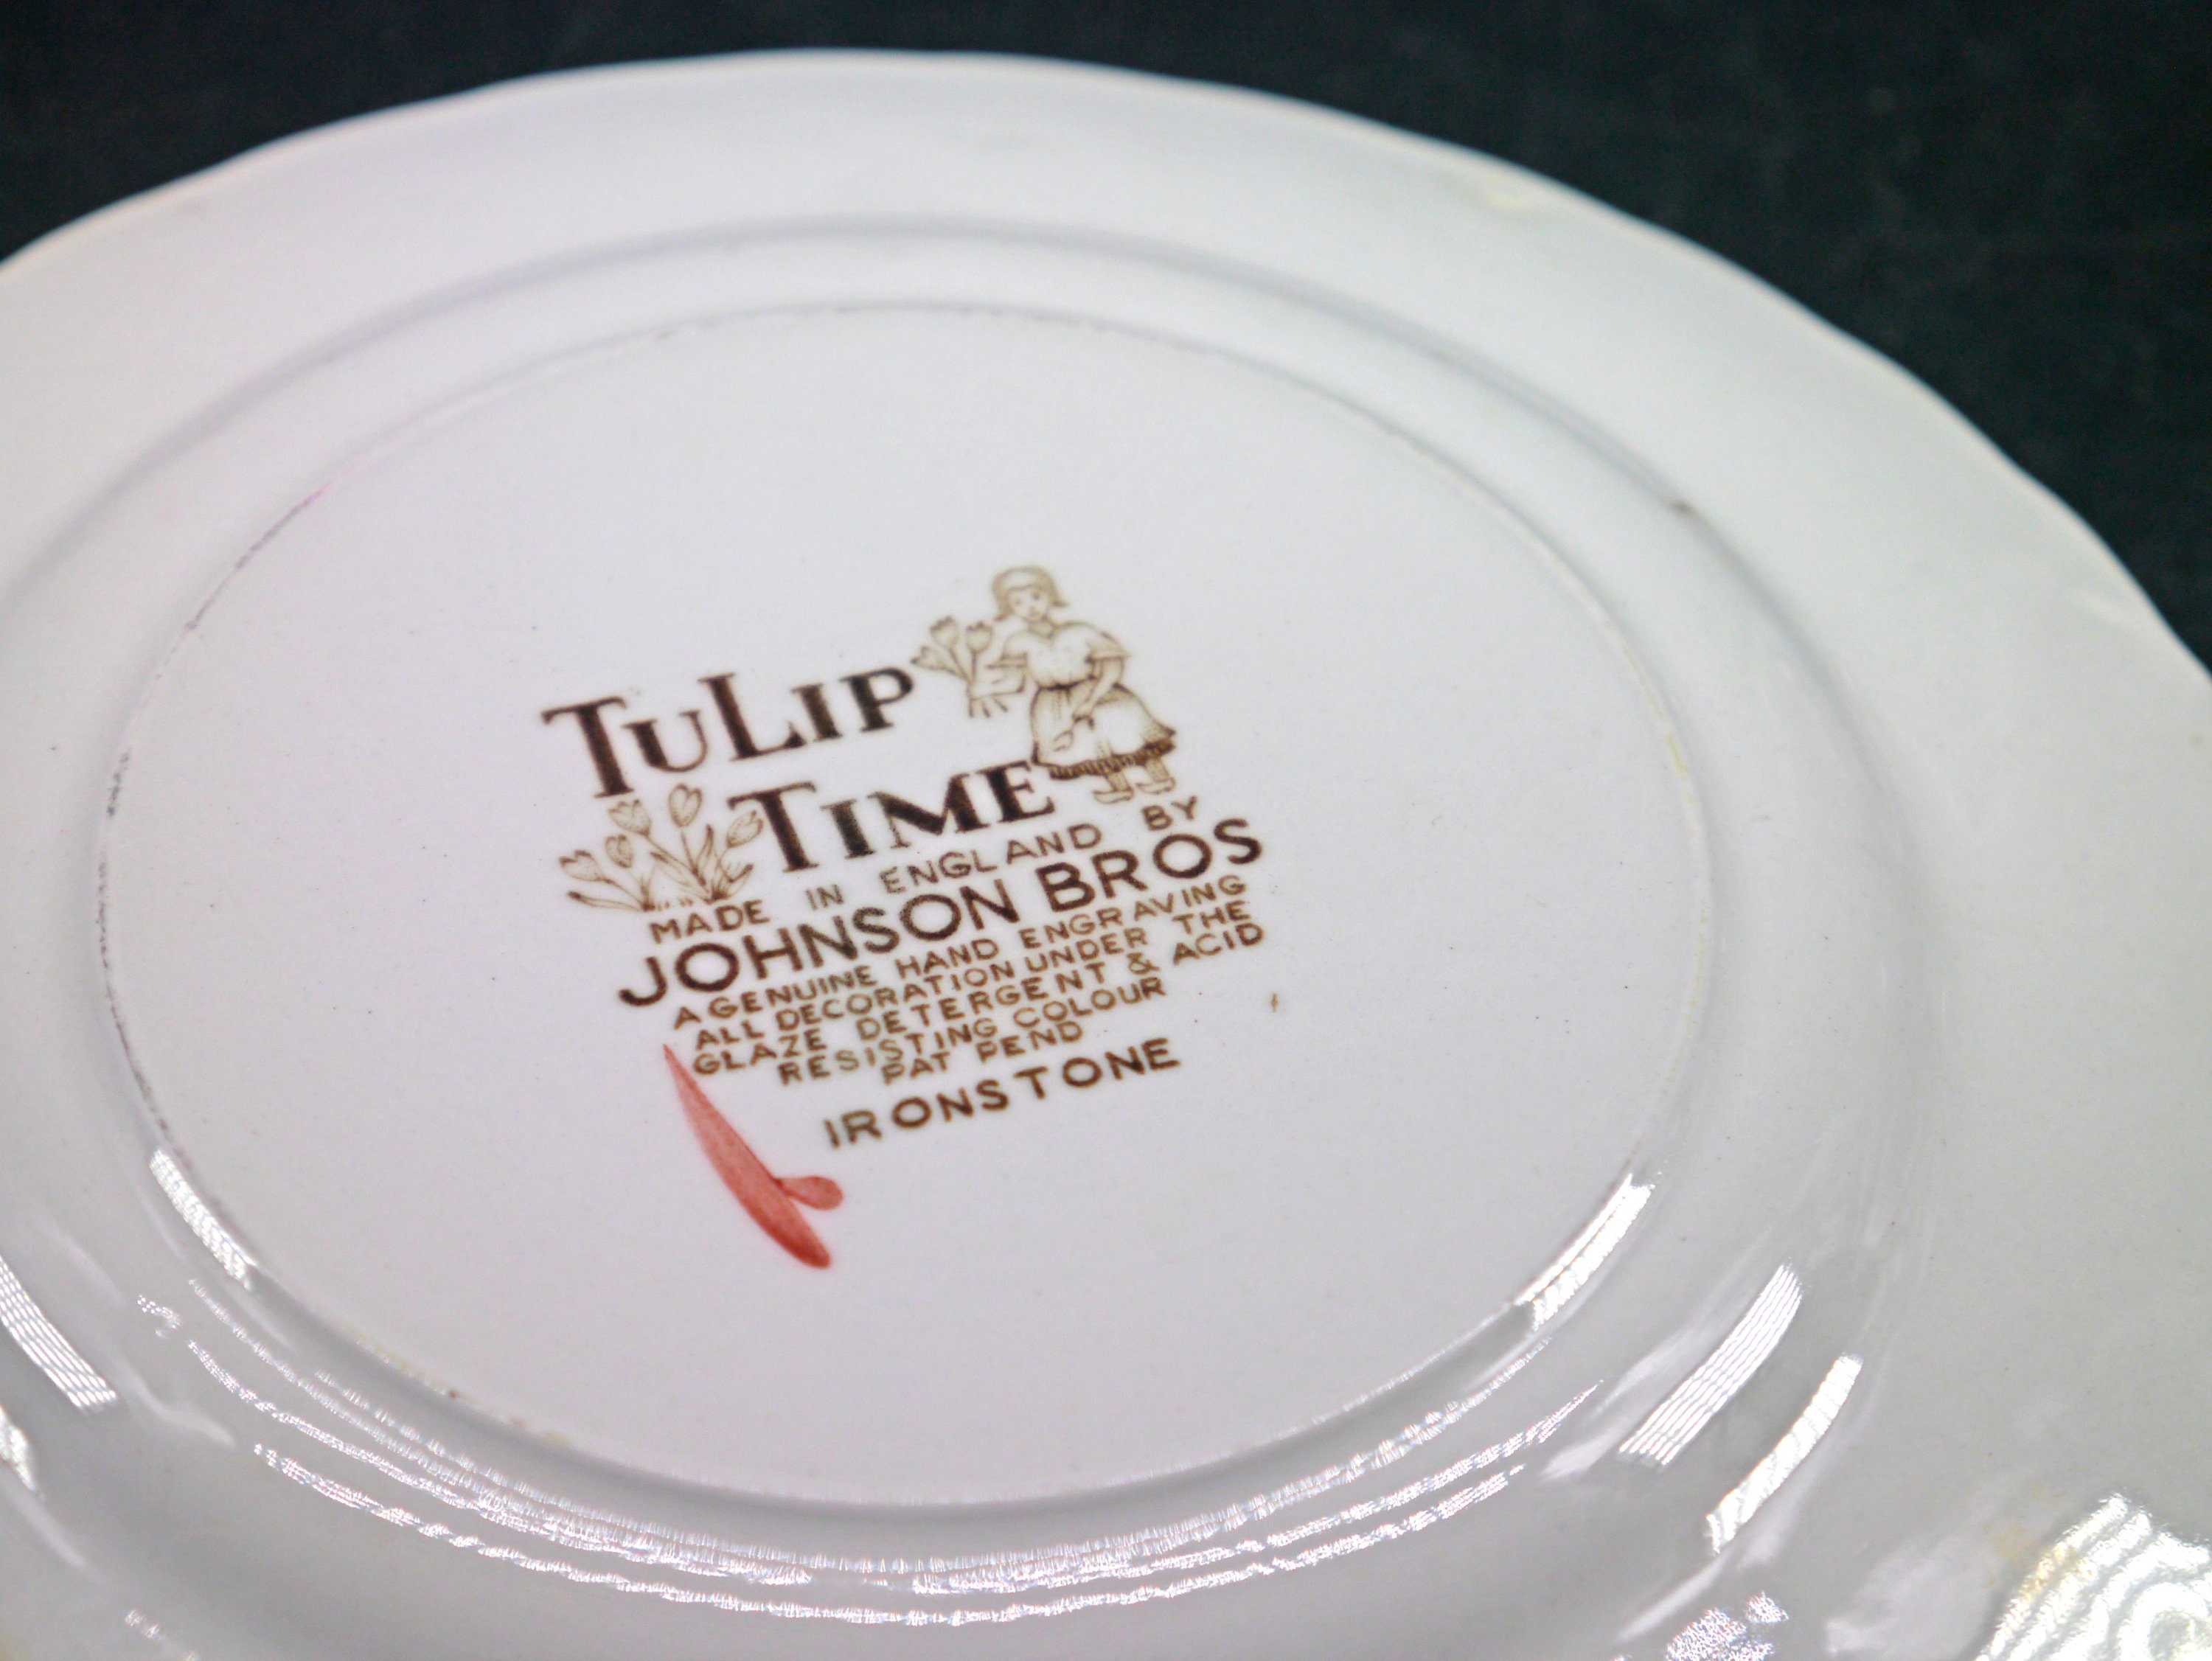 TULIP
TIME
MADE IN ENGLAND BY
JOHNSON BROS
A GENUINE HAND ENGRAVING
ALL DECORATION UNDER THE
GLAZE DETERGENT & ACID
RESISTING COLOUR
PAT PEND
IRONSTONE